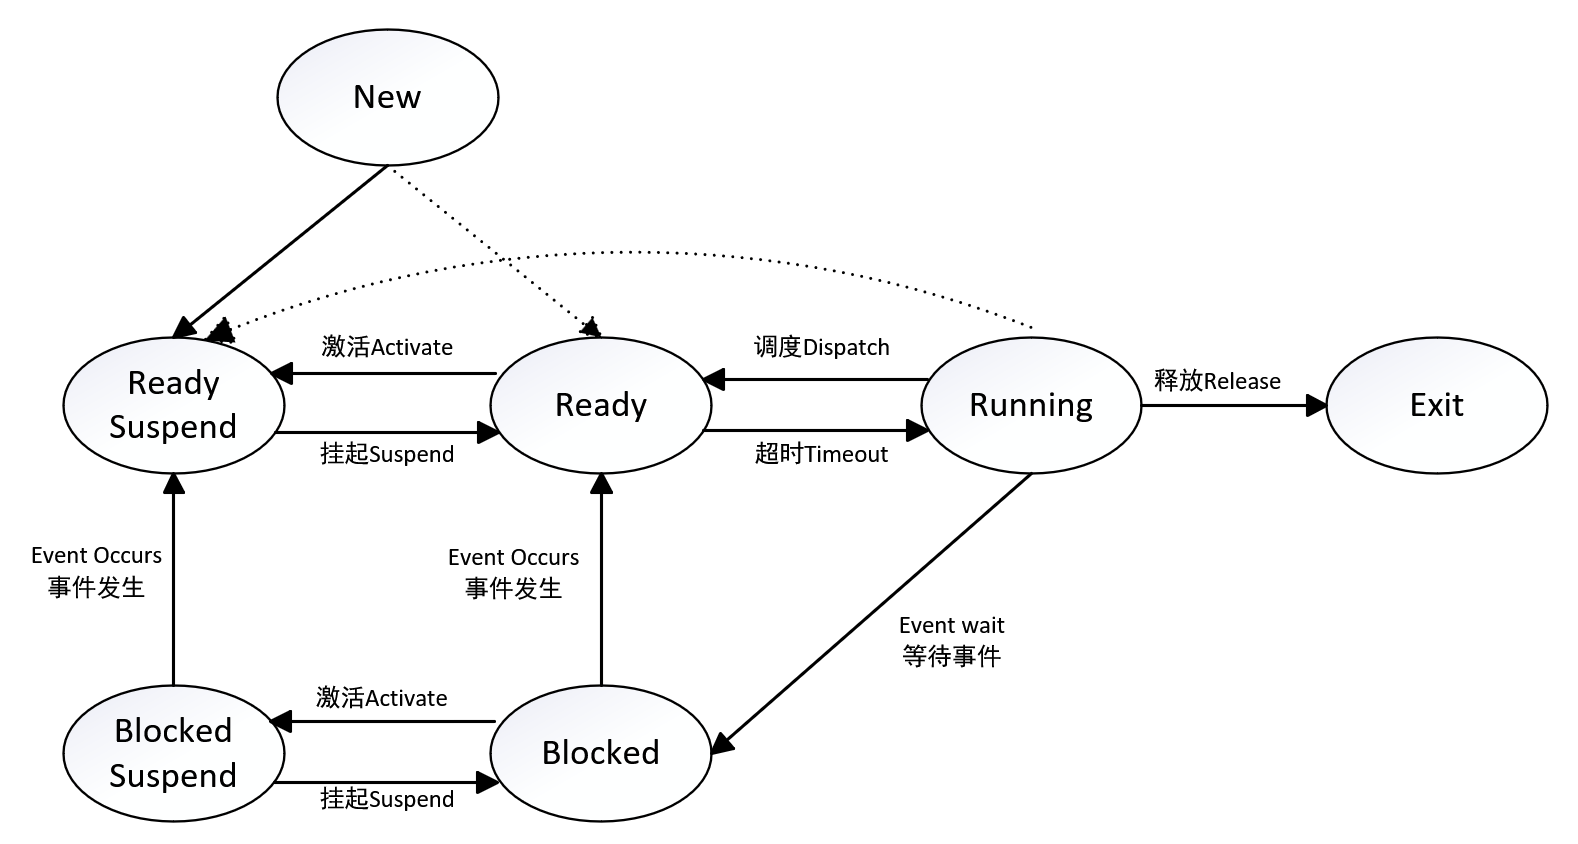 New
激活Activate
调度Dispatch
释放Release
Ready
Suspend
Ready
Running
Exit
挂起Suspend
超时Timeout
Event Occurs
事件发生
Event Occurs
事件发生
Event wait
等待事件
激活Activate
Blocked
Suspend
Blocked
挂起Suspend